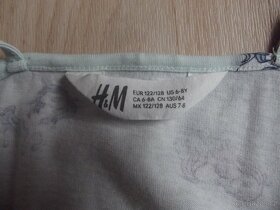 H&M
EUR 122/128 US 6-8Y
CA 6-8A CN 130/64
MX 122/128 AUS 7-8